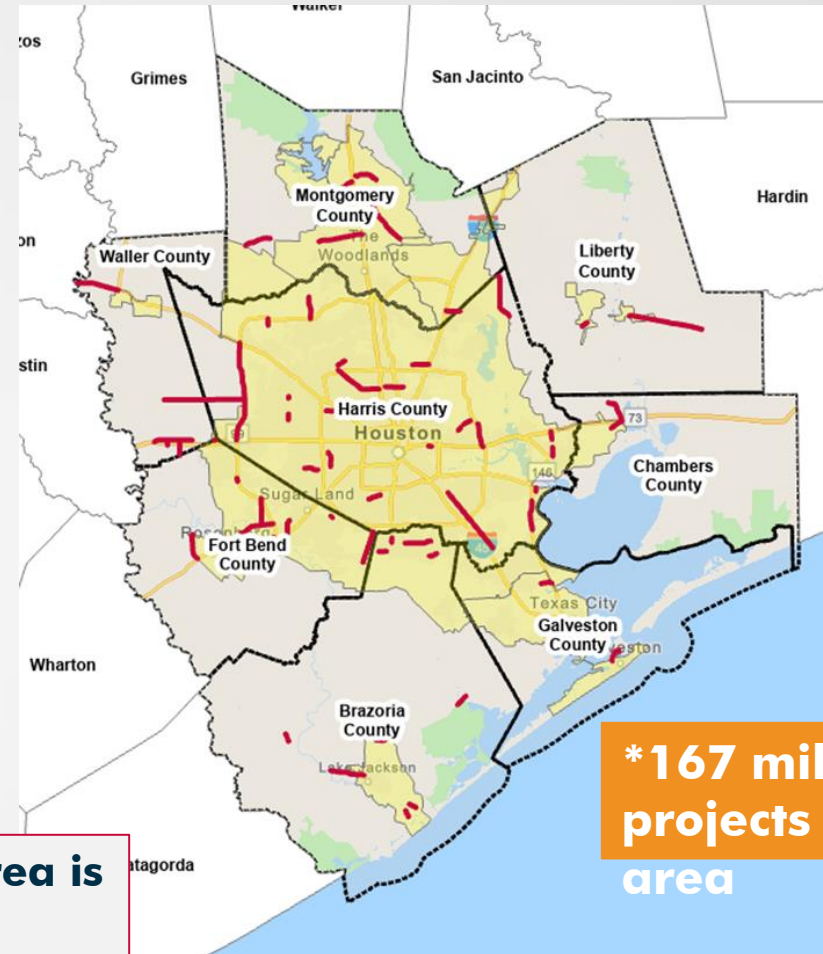 Grimes
San Jacinto
Hardin
Montgomery
County
The
Woodlands
Waller County
Liberty
County
Harris County
Houston
73
146
Chambers
County
Sugar Land
Fort Bend
County
Texas City
Galveston
County
Wharton
Brazoria
County
Lake Jackson
*167 mil
projects
area
rea is
atagorda